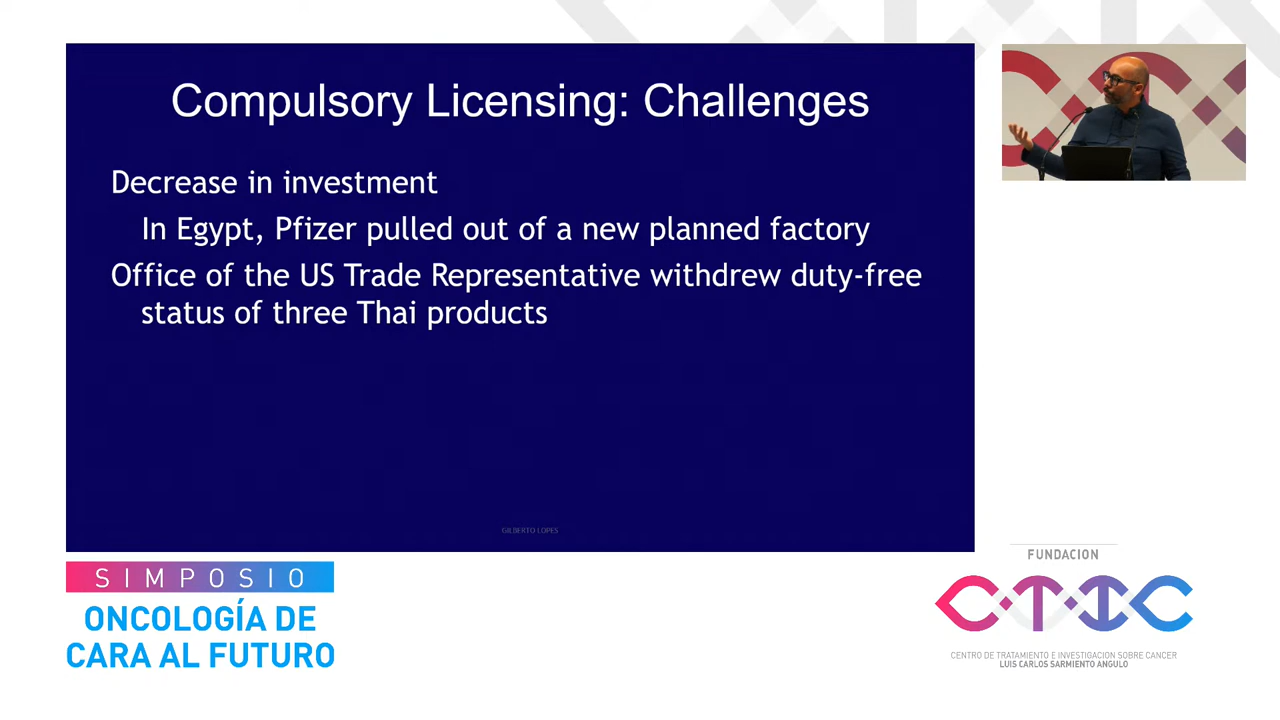 Compulsory Licensing: Challenges
Decrease in investment
In Egypt, Pfizer pulled out of a new planned factory
Office of the US Trade Representative withdrew duty-free
status of three Thai products
GILBERTO LOPES
SIMPOSIO
ONCOLOGÍA DE
CARA AL FUTURO
FUNDACION
CTIC
CENTRO DE TRATAMIENTO E INVESTIGACION SOBRE CANCER
LUIS CARLOS SARMIENTO ANGULO